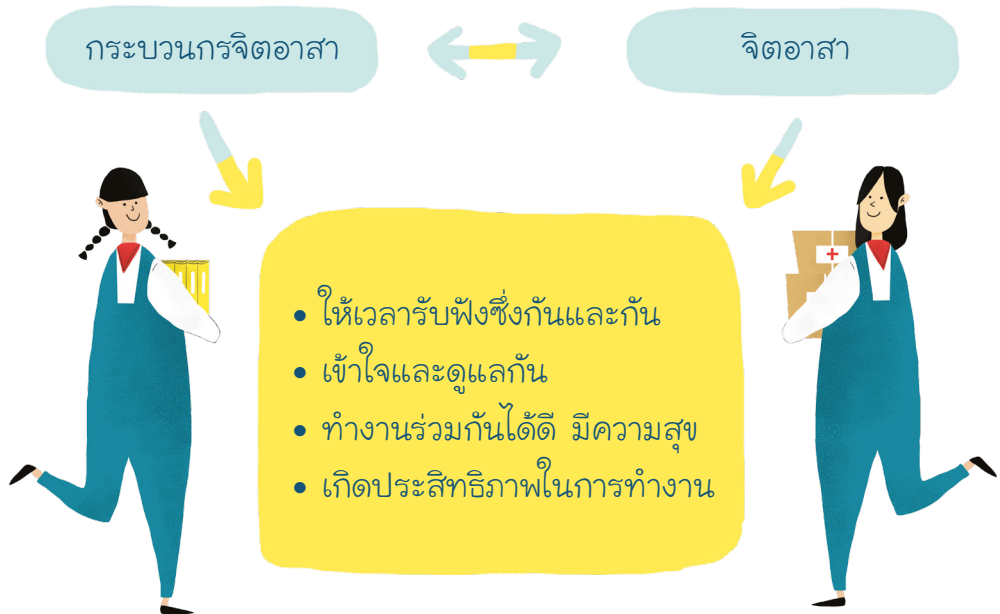 กระบวนกรจิตอาสา
จิตอาสา
• ให้เวลารับฟังซึ่งกันและกัน
• เข้าใจและดูแลกัน
• ทำงานร่วมกันได้ดี มีความสุข
• เกิดประสิทธิภาพในการทำงาน